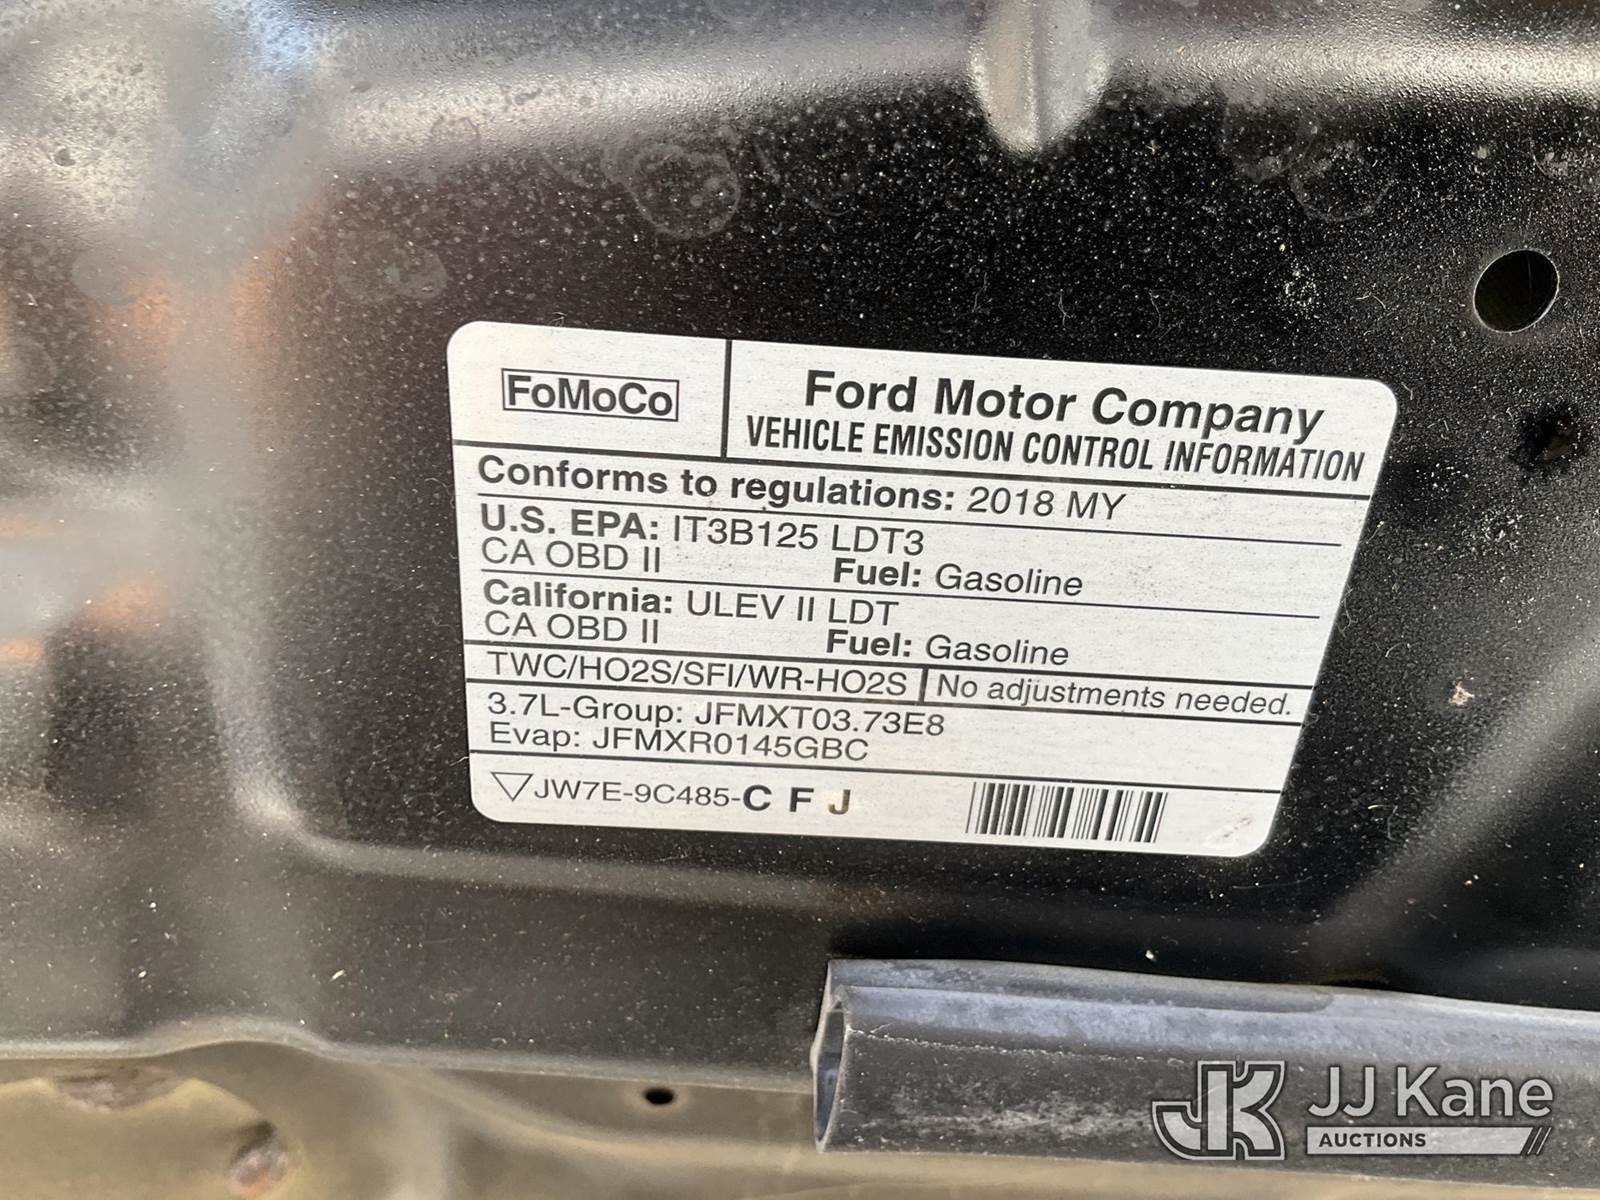 FoMoCo
Ford Motor Company
VEHICLE EMISSION CONTROL INFORMATION
Conforms to regulations: 2018 MY
U.S. EPA: IT3B125 LDT3
CA OBD II Fuel: Gasoline
California: ULEV II LDT
CA OBD II Fuel: Gasoline
TWC/HO2S/SFI/WR-HO2S No adjustments needed.
3.7L-Group: JFMXT03.73E8
Evap: JFMXR0145GBC
JW7E-9C485-C F J
JK JJ Kane
AUCTIONS